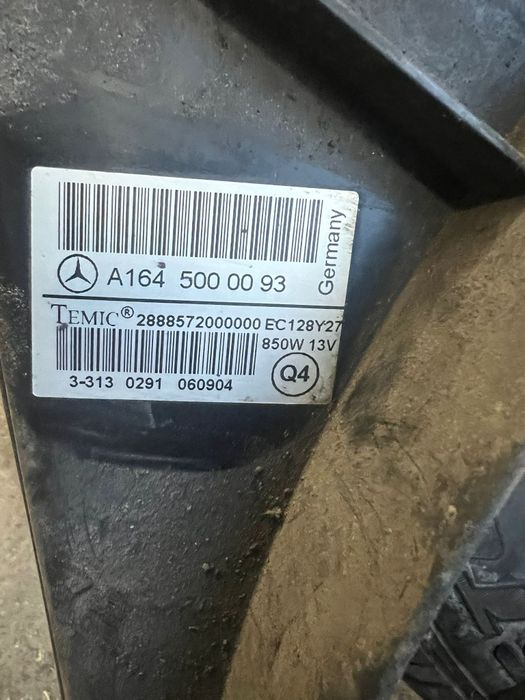 A164 500 00 93
Germany
TEMIC® 2888572000000 EC128Y27
850W 13V
3-313 0291 060904
Q4